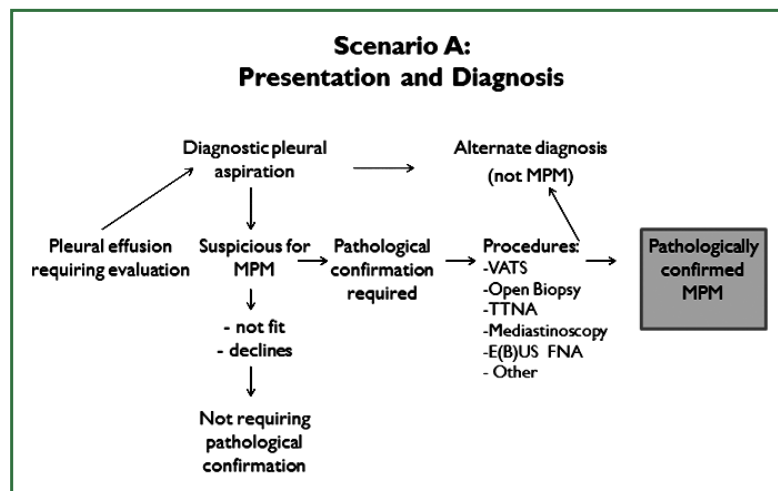 Scenario A:
Presentation and Diagnosis
Diagnostic pleural
aspiration
Alternate diagnosis
(not MPM)
Pleural effusion
requiring evaluation
Suspicious for
MPM
Pathological
confirmation
required
Procedures:
-VATS
-Open Biopsy
-TTNA
-Mediastinoscopy
-E(B)US FNA
- Other
Pathologically
confirmed
MPM
- not fit
- declines
Not requiring
pathological
confirmation